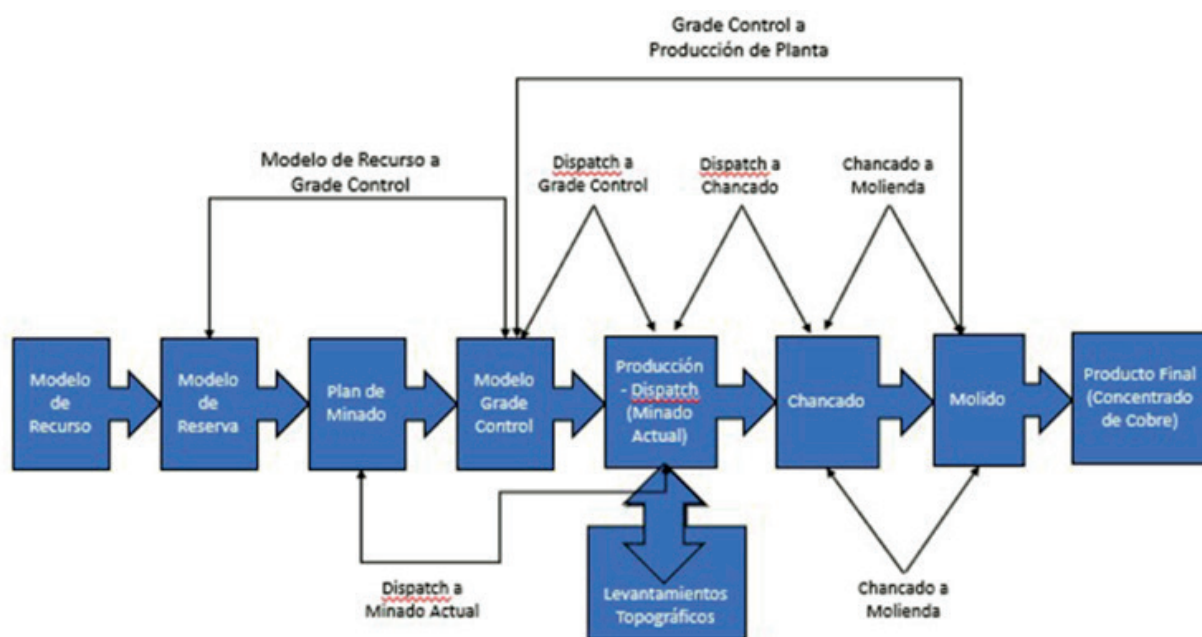 Grade Control a
Producción de Planta
Modelo de Recurso a
Grade Control
Dispatch a
Grade Control
Dispatch a
Chancado
Chancado a
Molienda
Modelo
de
Recurso
Modelo
de
Reserva
Plan de
Minado
Modelo
Grade
Control
Producción
- Dispatch
(Minado
Actual)
Chancado
Molido
Producto Final
(Concentrado
de Cobre)
Dispatch a
Minado Actual
Levantamientos
Topográficos
Chancado a
Molienda